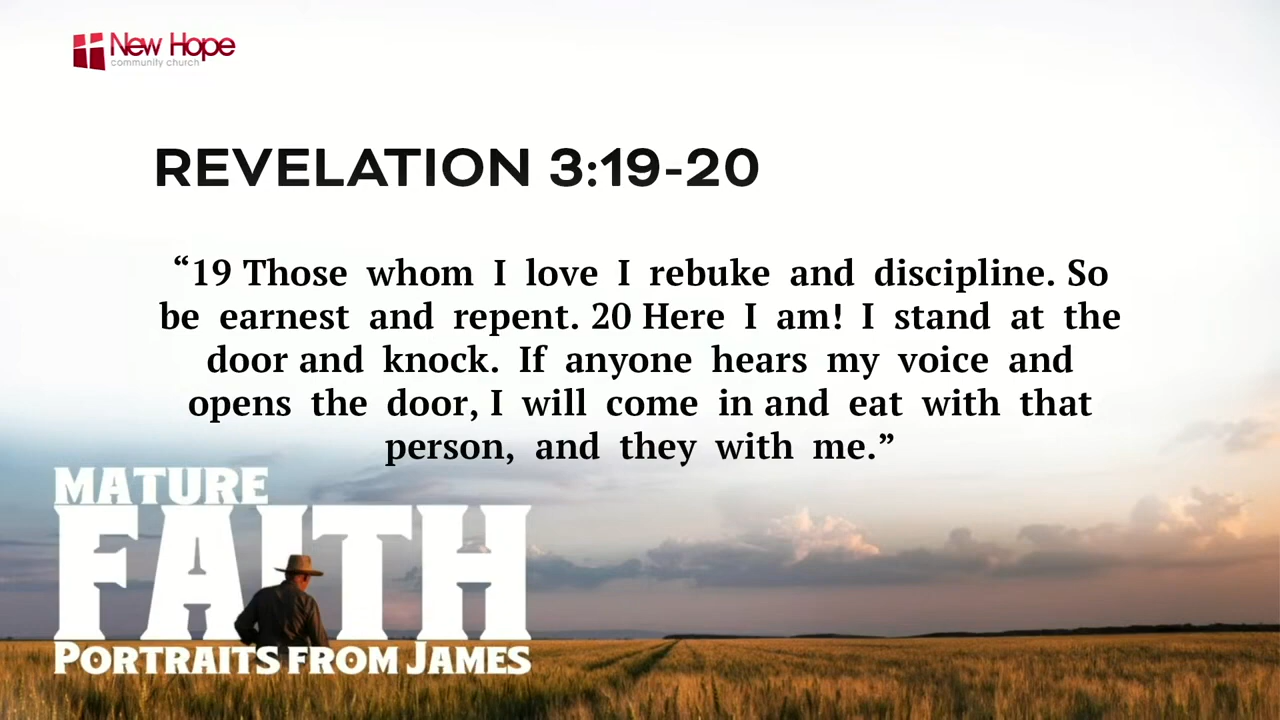 New Hope
community church
REVELATION 3:19-20
“19 Those whom I love I rebuke and discipline. So
be earnest and repent. 20 Here I am! I stand at the
door and knock. If anyone hears my voice and
opens the door, I will come in and eat with that
person, and they with me.”
MATURE
FAITH
PORTRAITS FROM JAMES